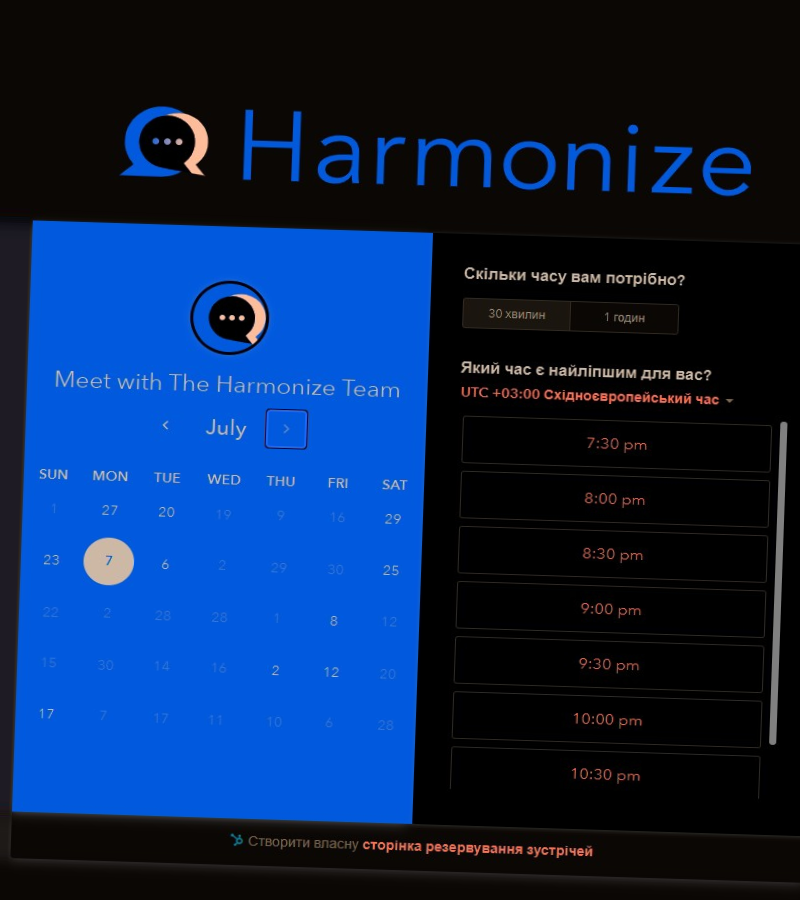 Harmonize
Meet with The Harmonize Team
July
SUN MON TUE WED THU FRI SAT
1 27 20 19 9 16 29
23 7 6 2 29 30 25
22 2 28 28 1 8 12
15 30 14 16 2 12 20
17 7 17 11 10 6 28
Скільки часу вам потрібно?
30 хвилин 1 годин
Який час є найліпшим для вас?
UTC +03:00 Східноєвропейський час
7:30 pm
8:00 pm
8:30 pm
9:00 pm
9:30 pm
10:00 pm
10:30 pm
Створити власну сторінка резервування зустрічей